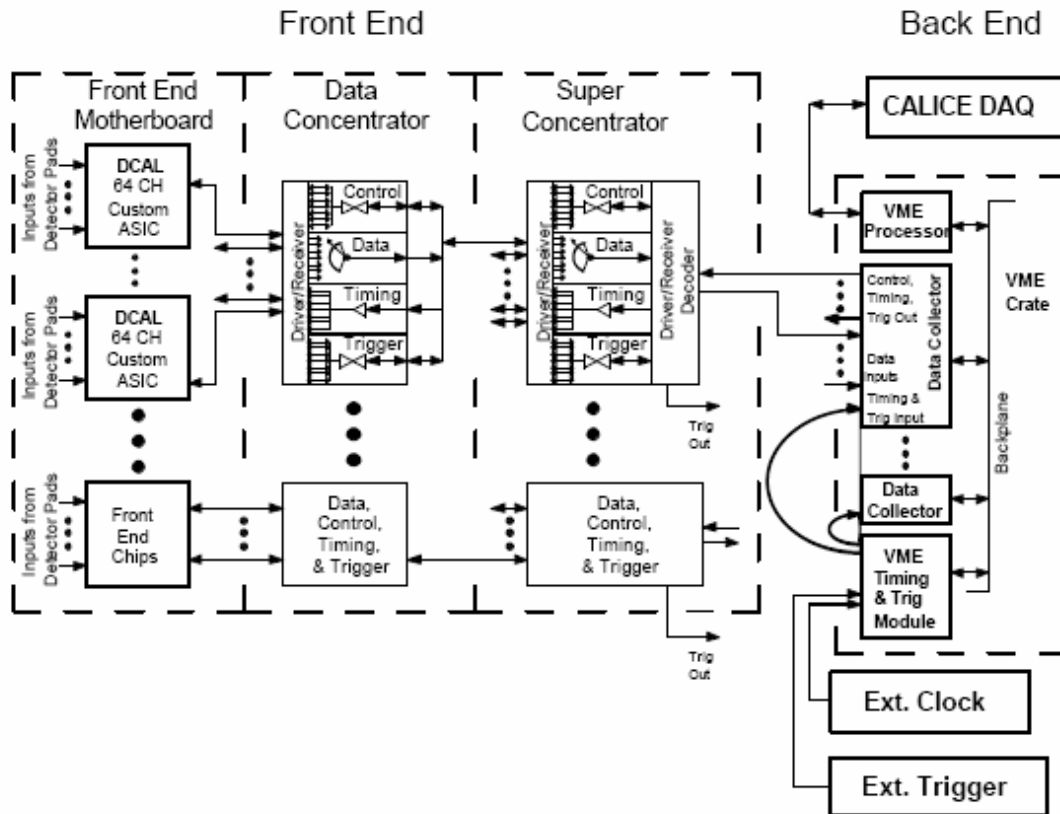 Front End
Back End
Front End
Motherboard
Data
Concentrator
Super
Concentrator
CALICE DAQ
Inputs from
Detector Pads
DCAL
64 CH
Custom
ASIC
Driver/Receiver
Control
Data
Timing
Trigger
Driver/Receiver
Control
Data
Timing
Trigger
Driver/Receiver
Decoder
VME
Processor
VME
Crate
Control,
Timing,
Trig Out
Data
Inputs
Timing &
Trig Input
Data Collector
Backplane
Inputs from
Detector Pads
DCAL
64 CH
Custom
ASIC
Trig
Out
Inputs from
Detector Pads
Front
End
Chips
Data,
Control,
Timing,
& Trigger
Data,
Control,
Timing,
& Trigger
Data
Collector
VME
Timing
& Trig
Module
Trig
Out
Ext. Clock
Ext. Trigger